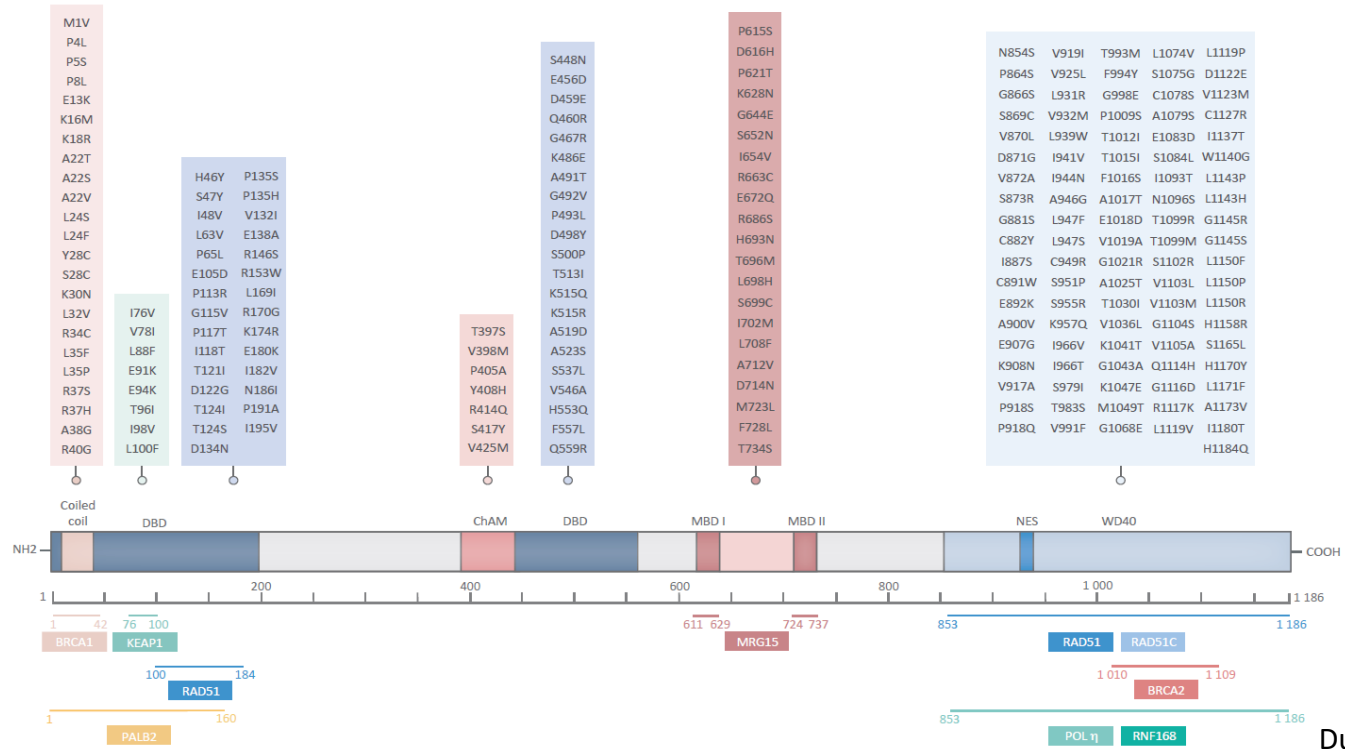 M1V
P4L
P5S
P8L
E13K
K16M
K18R
A22T
A22S
A22V
L24S
L24F
Y28C
S28C
K30N
L32V
R34C
L35F
L35P
R37S
R37H
A38G
R40G
I76V
V78I
L88F
E91K
E94K
T96I
I98V
L100F
H46Y P135S
S47Y P135H
I48V V132I
L63V E138A
P65L R146S
E105D R153W
P113R L169I
G115V R170G
P117T K174R
I118T E180K
T121I I182V
D122G N186I
T124I P191A
T124S I195V
D134N
T397S
V398M
P405A
Y408H
R414Q
S417Y
V425M
S448N
E456D
D459E
Q460R
G467R
K486E
A491T
G492V
P493L
D498Y
S500P
T513I
K515Q
K515R
A519D
A523S
S537L
V546A
H553Q
F557L
Q559R
P615S
D616H
P621T
K628N
G644E
S652N
I654V
R663C
E672Q
R686S
H693N
T696M
L698H
S699C
I702M
L708F
A712V
D714N
M723L
F728L
T734S
N854S V919I T993M L1074V L1119P
P864S V925L F994Y S1075G D1122E
G866S L931R G998E C1078S V1123M
S869C V932M P1009S A1079S C1127R
V870L L939W T1012I E1083D I1137T
D871G I941V T1015I S1084L W1140G
V872A I944N F1016S I1093T L1143P
S873R A946G A1017T N1096S L1143H
G881S L947F E1018D T1099R G1145R
C882Y L947S V1019A T1099M G1145S
I887S C949R G1021R S1102R L1150F
C891W S951P A1025T V1103L L1150P
E892K S955R T1030I V1103M L1150R
A900V K957Q V1036L G1104S H1158R
E907G I966V K1041T V1105A S1165L
K908N I966T G1043A Q1114H H1170Y
V917A S979I K1047E G1116D L1171F
P918S T983S M1049T R1117K A1173V
P918Q V991F G1068E L1119V I1180T
H1184Q
Coiled
coil
DBD ChAM DBD MBD I MBD II NES WD40
NH2 COOH
1 200 400 600 800 1 000 1 186
1 42 76 100 611 629 724 737 853 1 186
BRCA1 KEAP1 MRG15 RAD51 RAD51C
100 184 1 010 1 109
RAD51 BRCA2
1 160 853 1 186
PALB2 POL η RNF168
Du